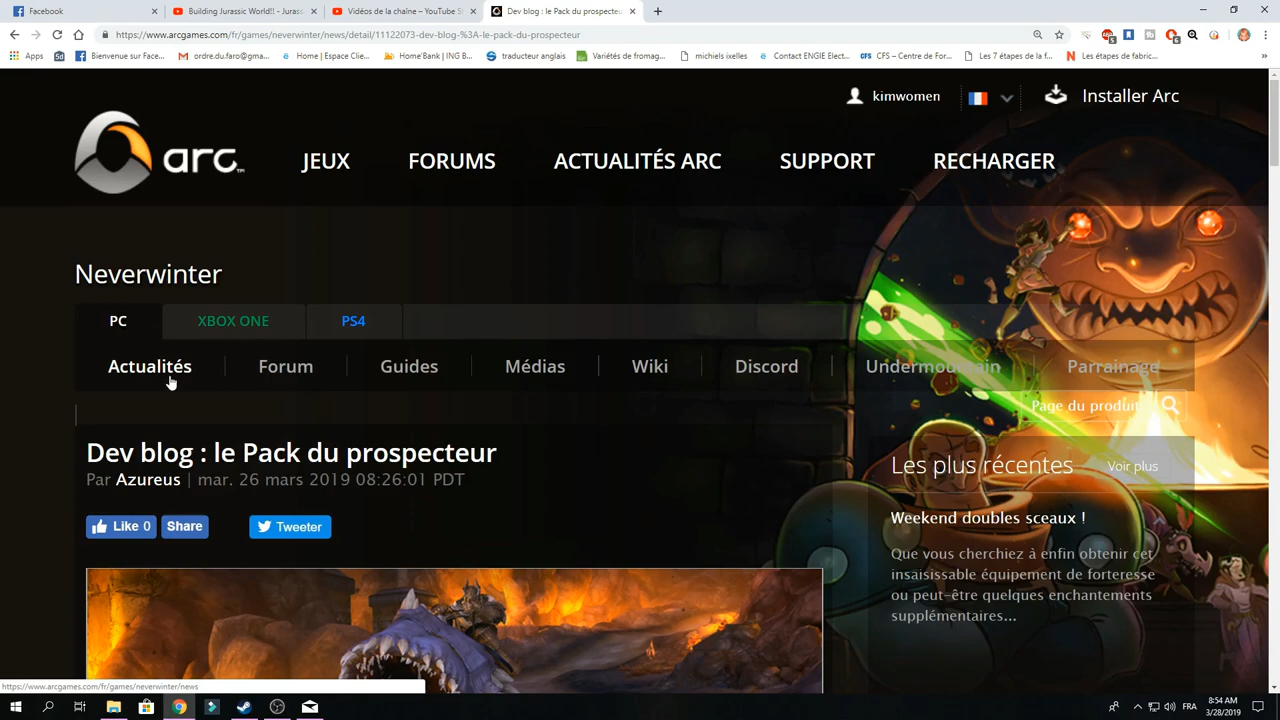 Facebook
Building Jurassic World!! - Jurass
Vidéos de la chaîne – YouTube S
Dev blog : le Pack du prospecteu
https://www.arcgames.com/fr/games/neverwinter/news/detail/11122073-dev-blog-%3A-le-pack-du-prospecteur
Apps
Bienvenue sur Face...
ordre.du.faro@gma...
Home | Espace Clie...
Home'Bank | ING B...
traducteur anglais
Variétés de fromag...
michiels ixelles
Contact ENGIE Elect...
CFS – Centre de For...
Les 7 étapes de la f...
Les étapes de fabric...
kimwomen
Installer Arc
arc
JEUX
FORUMS
ACTUALITÉS ARC
SUPPORT
RECHARGER
Neverwinter
PC
XBOX ONE
PS4
Actualités
Forum
Guides
Médias
Wiki
Discord
Undermountain
Parrainage
Page du produit
Dev blog : le Pack du prospecteur
Par Azureus | mar. 26 mars 2019 08:26:01 PDT
Like 0
Share
Tweeter
Les plus récentes
Voir plus
Weekend doubles sceaux !
Que vous cherchiez à enfin obtenir cet
insaisissable équipement de forteresse
ou peut-être quelques enchantements
supplémentaires...
https://www.arcgames.com/fr/games/neverwinter/news
FRA
8:54 AM
3/28/2019